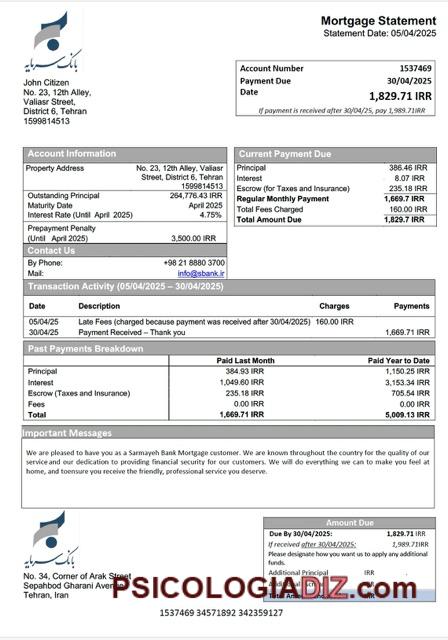 Mortgage Statement
Statement Date: 05/04/2025
بانک سرمایه
John Citizen
No. 23, 12th Alley,
Valiasr Street,
District 6, Tehran
1599814513
Account Number 1537469
Payment Due 30/04/2025
Date 1,829.71 IRR
If payment is received after 30/04/25, pay 1,989.71IRR
Account Information
Property Address No. 23, 12th Alley, Valiasr
Street, District 6, Tehran
1599814513
Outstanding Principal 264,776.43 IRR
Maturity Date April 2025
Interest Rate (Until April 2025) 4.75%
Prepayment Penalty
(Until April 2025) 3,500.00 IRR
Contact Us
By Phone: +98 21 8880 3700
Mail: info@sbank.ir
Current Payment Due
Principal 386.46 IRR
Interest 8.07 IRR
Escrow (for Taxes and Insurance) 235.18 IRR
Regular Monthly Payment 1,669.7 IRR
Total Fees Charged 160.00 IRR
Total Amount Due 1,829.7 IRR
Transaction Activity (05/04/2025 – 30/04/2025)
Date Description Charges Payments
05/04/25 Late Fees (charged because payment was received after 30/04/2025) 160.00 IRR
30/04/25 Payment Received – Thank you 1,669.71 IRR
Past Payments Breakdown
Paid Last Month Paid Year to Date
Principal 384.93 IRR 1,150.25 IRR
Interest 1,049.60 IRR 3,153.34 IRR
Escrow (Taxes and Insurance) 235.18 IRR 705.54 IRR
Fees 0.00 IRR 0.00 IRR
Total 1,669.71 IRR 5,009.13 IRR
Important Messages
We are pleased to have you as a Sarmayeh Bank Mortgage customer. We are known throughout the country for the quality of our
service and our dedication to providing financial security for our customers. We will do everything we can to make you feel at
home, and toensure you receive the friendly, professional service you deserve.
بانک سرمایه
No. 34, Corner of Arak Street
Sepahbod Gharani Avenue
Tehran, Iran
Amount Due
Due By 30/04/2025: 1,829.71 IRR
If received after 30/04/25: 1,989.71IRR
Please designate how you want us to apply any additional
funds.
Additional Principal IRR
PSICOLOGIADIZ.com
1537469 34571892 342359127